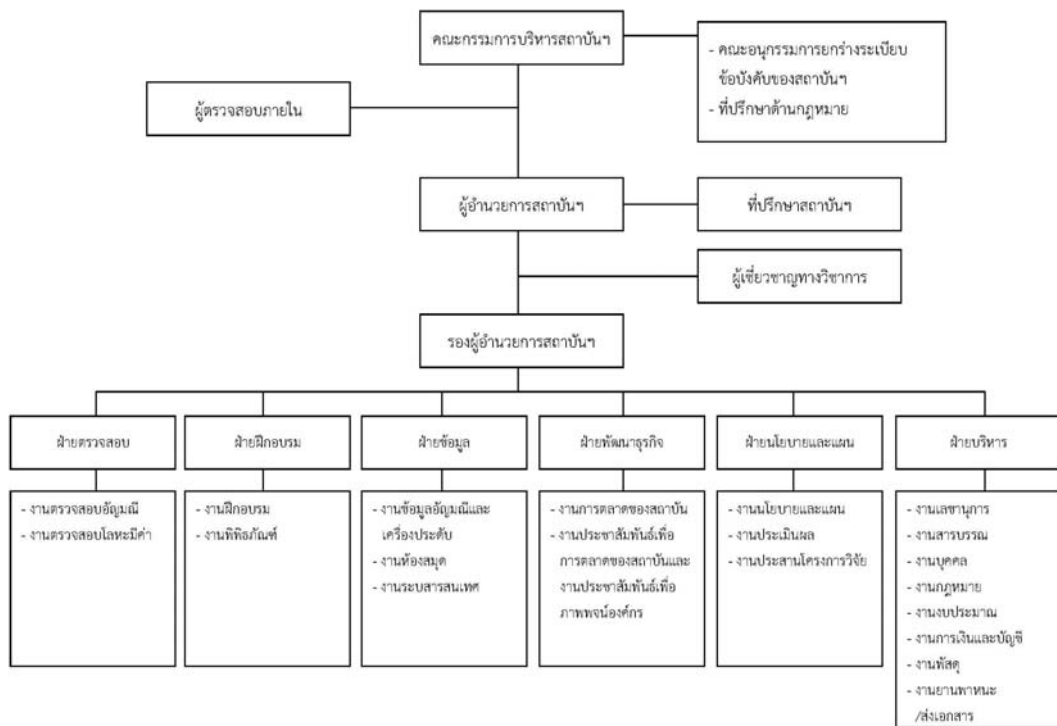 คณะกรรมการบริหารสถาบันฯ
- คณะอนุกรรมการยกร่างระเบียบ
ข้อบังคับของสถาบันฯ
- ที่ปรึกษาด้านกฎหมาย
ผู้ตรวจสอบภายใน
ผู้อำนวยการสถาบันฯ
ที่ปรึกษาสถาบันฯ
ผู้เชี่ยวชาญทางวิชาการ
รองผู้อำนวยการสถาบันฯ
ฝ่ายตรวจสอบ
- งานตรวจสอบอัญมณี
- งานตรวจสอบโลหะมีค่า
ฝ่ายฝึกอบรม
- งานฝึกอบรม
- งานพิพิธภัณฑ์
ฝ่ายข้อมูล
- งานข้อมูลอัญมณีและ
เครื่องประดับ
- งานห้องสมุด
- งานระบบสารสนเทศ
ฝ่ายพัฒนาธุรกิจ
- งานการตลาดของสถาบัน
- งานประชาสัมพันธ์เพื่อ
การตลาดของสถาบันและ
งานประชาสัมพันธ์เพื่อ
ภาพพจน์องค์กร
ฝ่ายนโยบายและแผน
- งานนโยบายและแผน
- งานประเมินผล
- งานประสานโครงการวิจัย
ฝ่ายบริหาร
- งานเลขานุการ
- งานสารบรรณ
- งานบุคคล
- งานกฎหมาย
- งานงบประมาณ
- งานการเงินและบัญชี
- งานพัสดุ
- งานยานพาหนะ
/ส่งเอกสาร